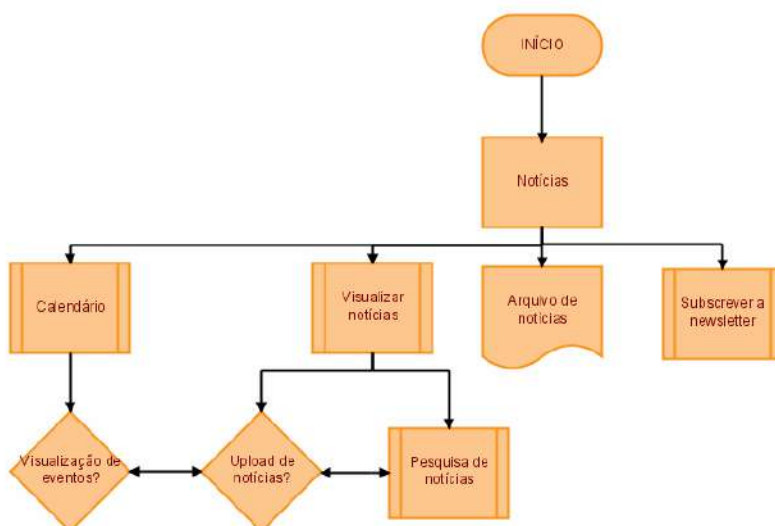 INÍCIO
Notícias
Calendário
Visualizar
notícias
Arquivo de
notícias
Subscrever a
newsletter
Visualização de
eventos?
Upload de
notícias?
Pesquisa de
notícias